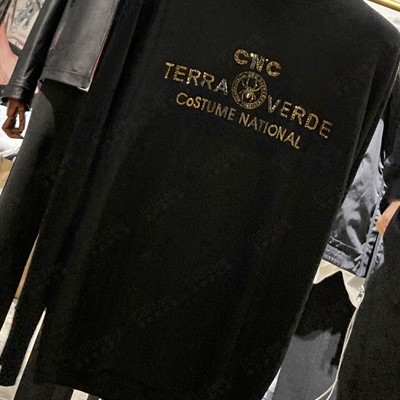 CNC
TERRA VERDE
CoSTUME NATIONAL